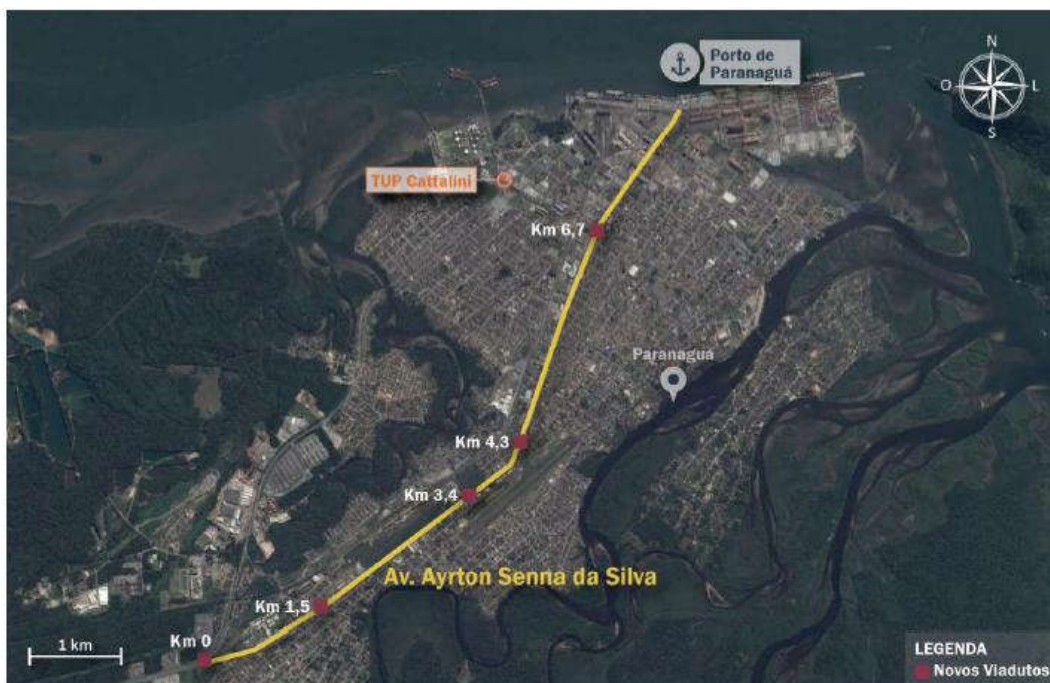 Porto de
Paranaguá
N
O
L
S
TUP Cattalini
Km 6,7
Paranaguá
Km 4,3
Km 3,4
Av. Ayrton Senna da Silva
Km 1,5
Km 0
1 km
LEGENDA
Novos Viadutos